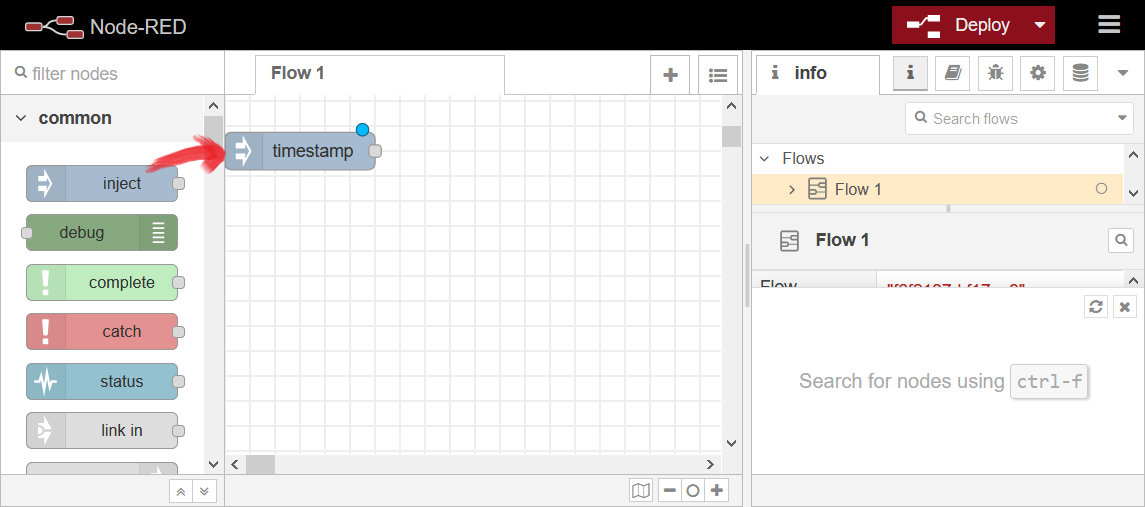 Node-RED
Deploy
filter nodes
Flow 1
i info
i
common
Search flows
timestamp
Flows
inject
Flow 1
debug
Flow 1
complete
Flow
catch
status
Search for nodes using ctrl-f
link in